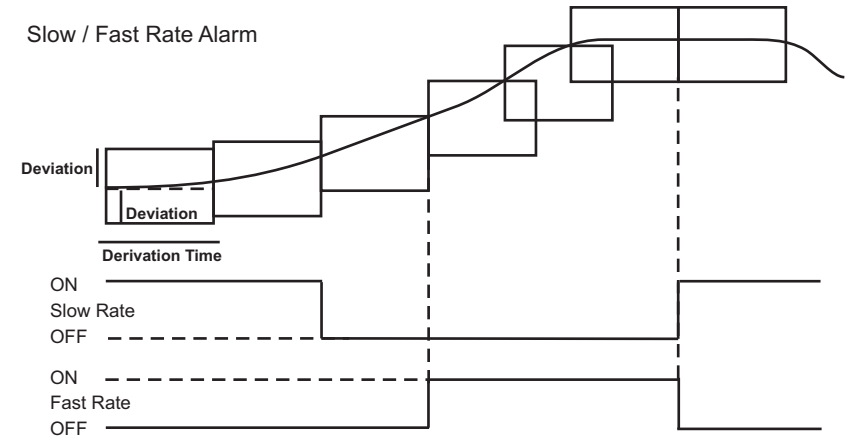 Slow / Fast Rate Alarm
Deviation
Deviation
Derivation Time
ON
Slow Rate
OFF
ON
Fast Rate
OFF